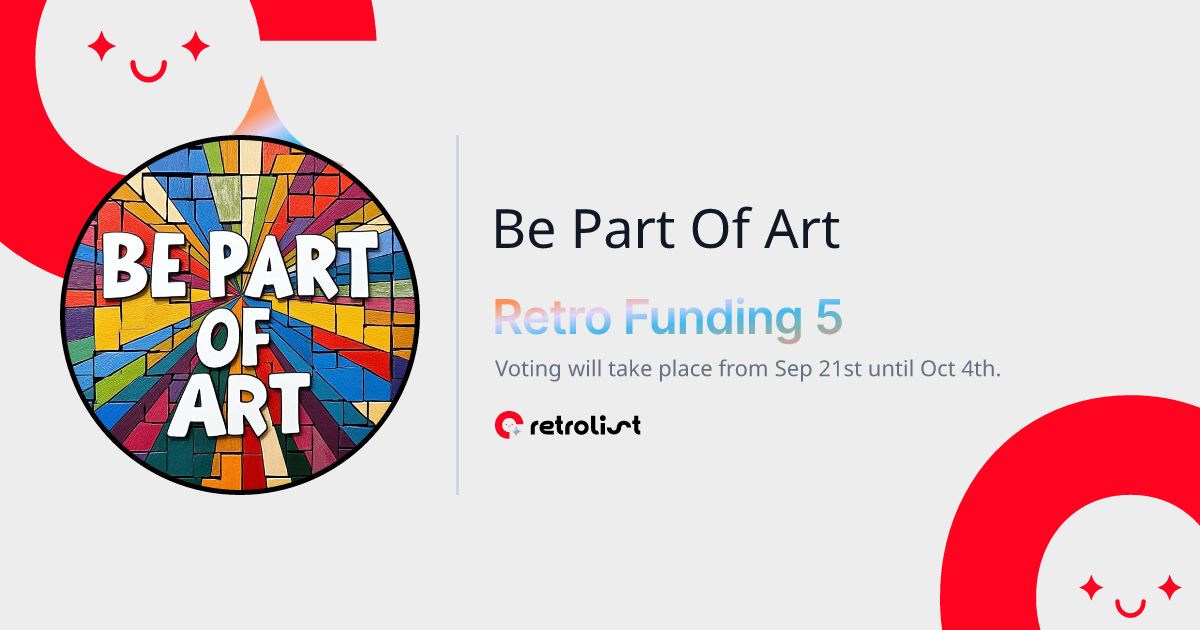 BE PART
OF
ART
Be Part Of Art
Retro Funding 5
Voting will take place from Sep 21st until Oct 4th.
retrolist